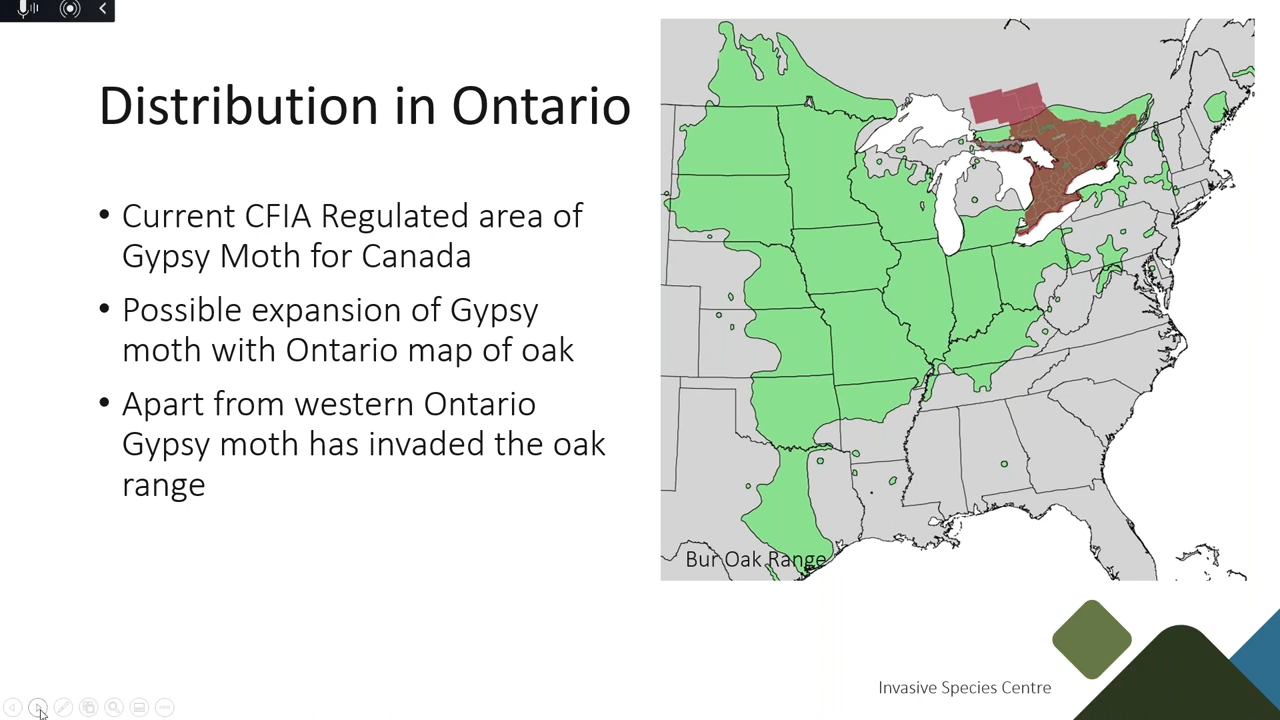 Distribution in Ontario
• Current CFIA Regulated area of
Gypsy Moth for Canada
• Possible expansion of Gypsy
moth with Ontario map of oak
• Apart from western Ontario
Gypsy moth has invaded the oak
range
Bur Oak Range
Invasive Species Centre